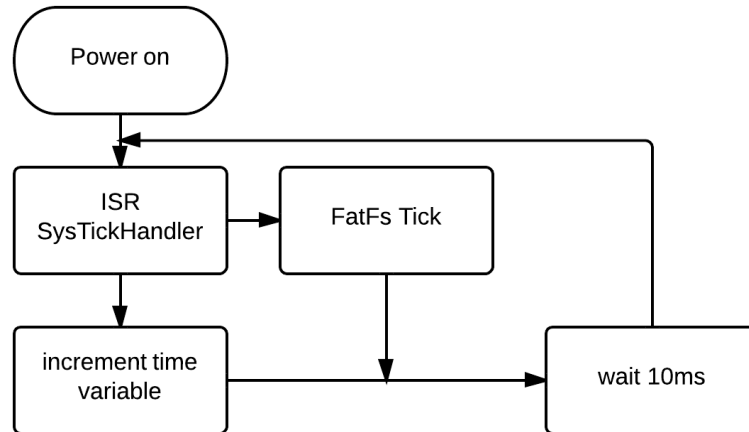 Power on
ISR
SysTickHandler
FatFs Tick
increment time
variable
wait 10ms